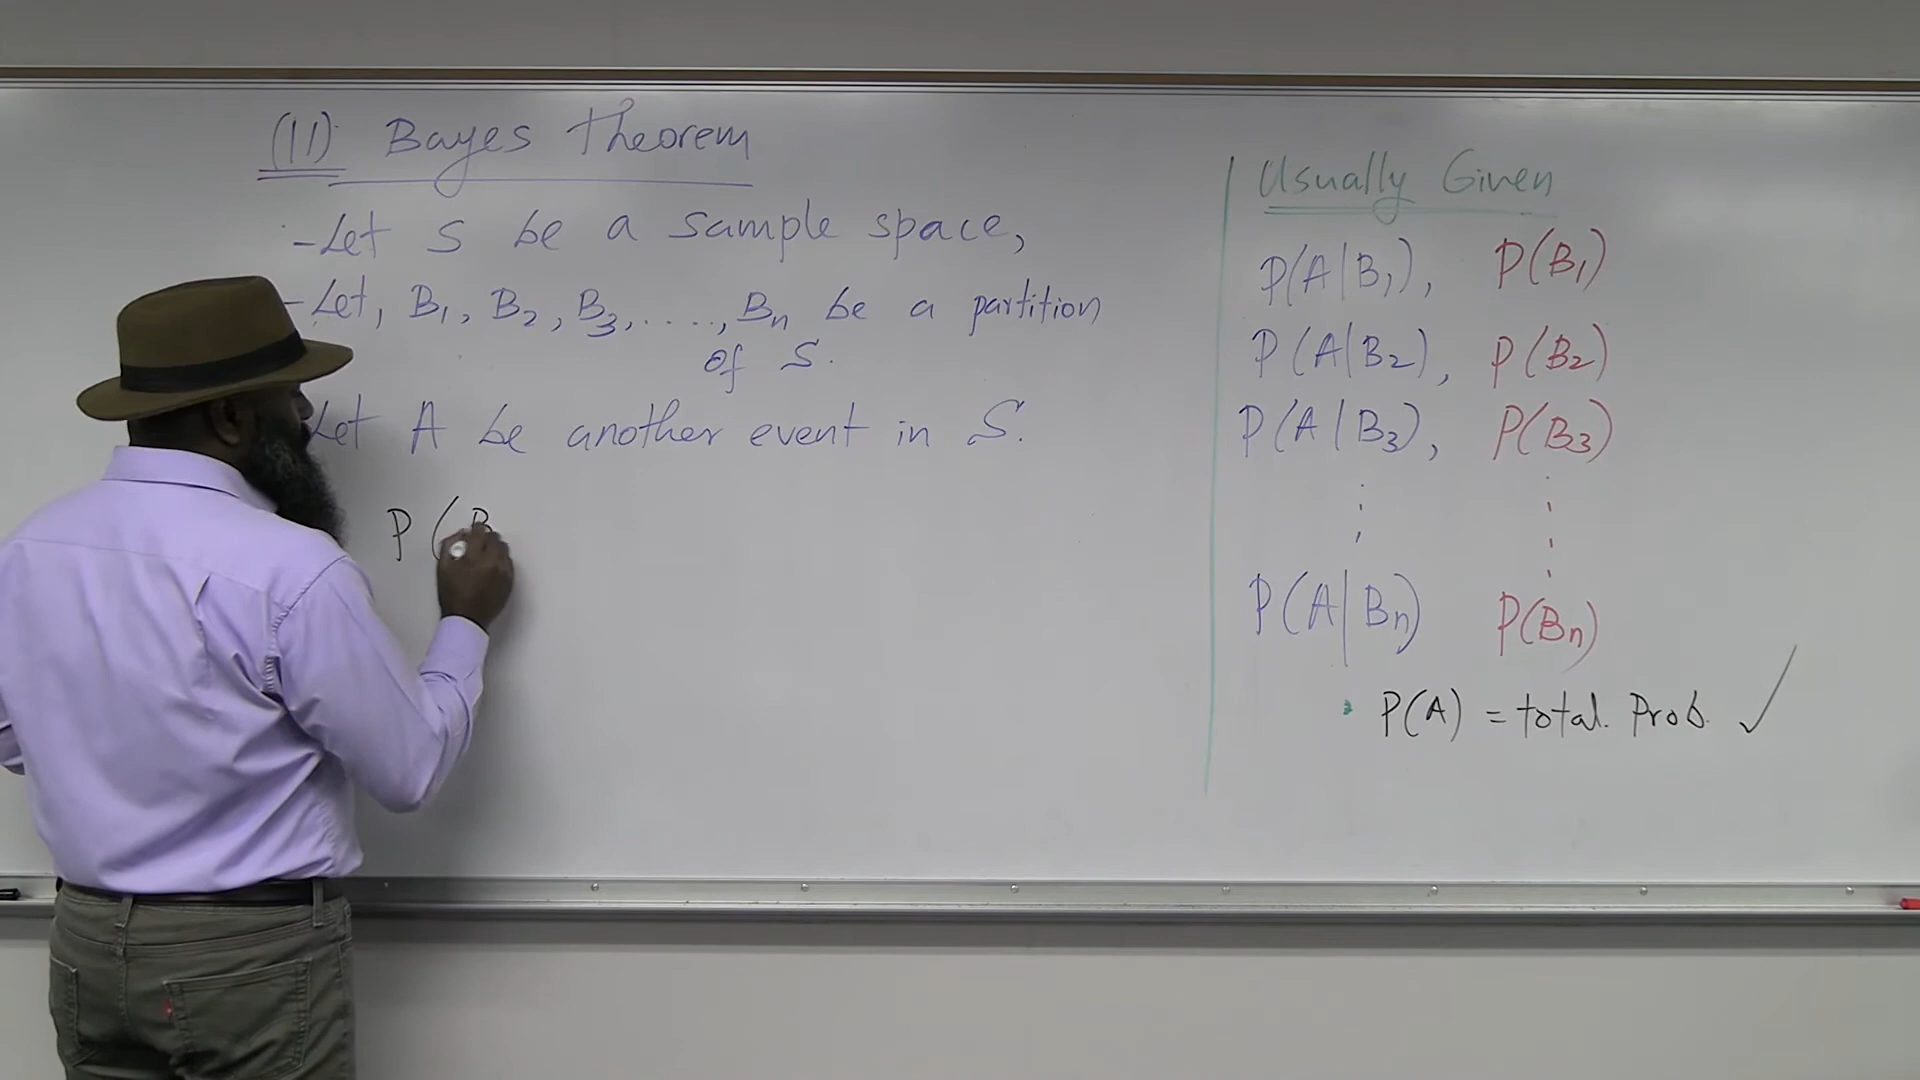 (11) Bayes Theorem
-Let S be a sample space,
-Let, B1, B2, B3, ....., Bn be a partition
of S.
Let A be another event in S.
P(B
Usually Given
P(A|B1), P(B1)
P(A|B2), P(B2)
P(A|B3), P(B3)
P(A|Bn) P(Bn)
• P(A) = total. Prob. ✓